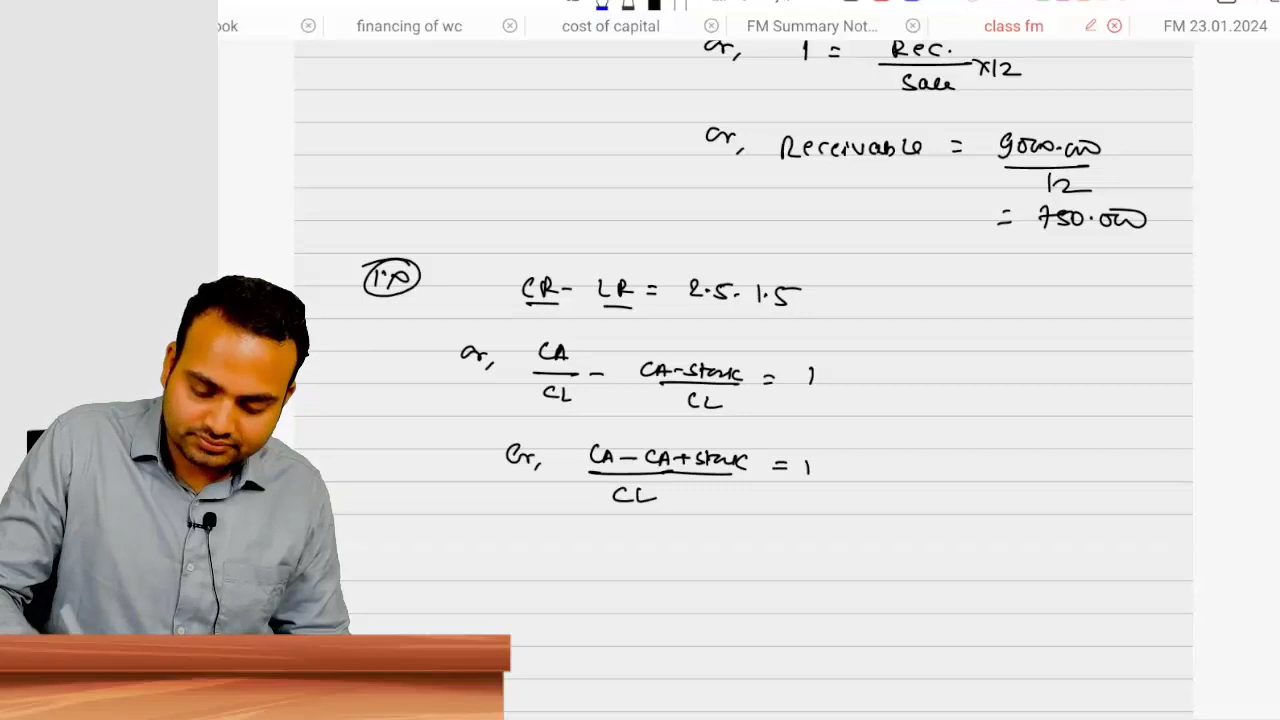 ook financing of wc cost of capital FM Summary Not... class fm FM 23.01.2024
or, 1 = Rec. / Sale ×12
or, Receivable = 9000.000 / 12
= 750.000
CR - LR = 2.5 - 1.5
or, CA / CL - CA - Stock / CL = 1
or, CA - CA + Stock / CL = 1